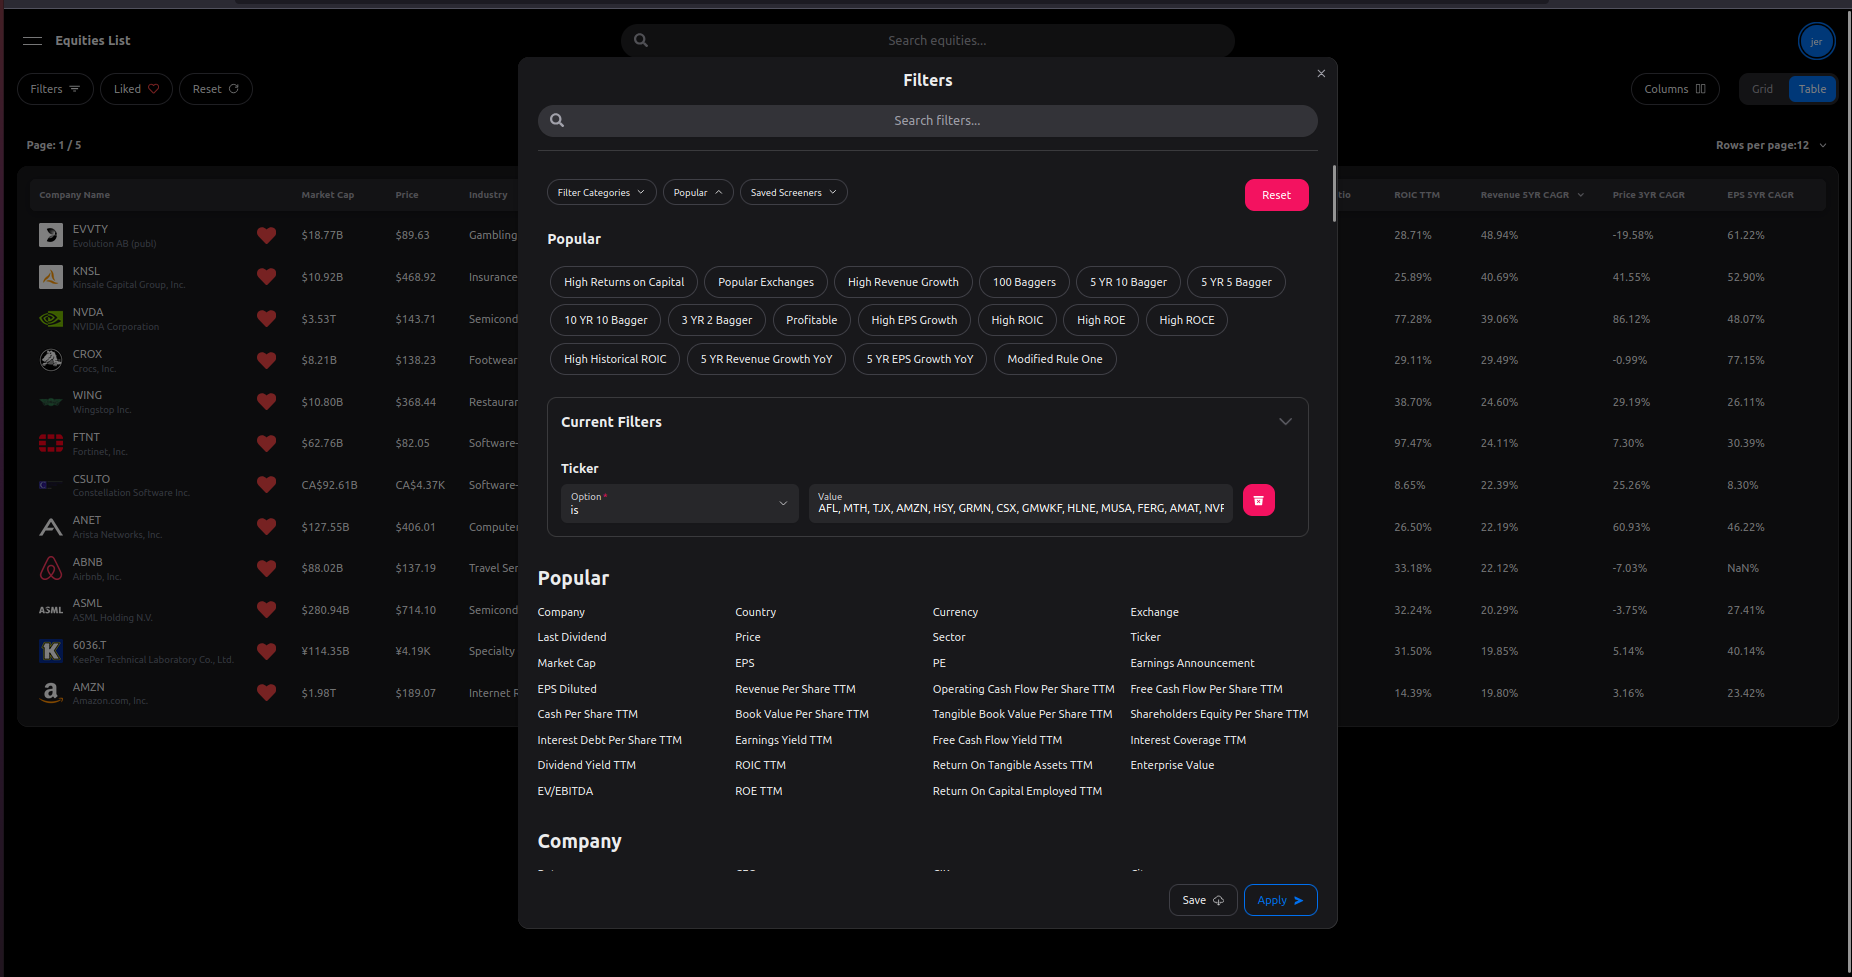 Equities List
Search equities...
jer
Filters
Liked
Reset
Columns
Grid
Table
Page: 1 / 5
Rows per page:12
Company Name Market Cap Price Industry tio ROIC TTM Revenue 5YR CAGR Price 3YR CAGR EPS 5YR CAGR
EVVTY $18.77B $89.63 Gambling 28.71% 48.94% -19.58% 61.22%
Evolution AB (publ)
KNSL $10.92B $468.92 Insurance 25.89% 40.69% 41.55% 52.90%
Kinsale Capital Group, Inc.
NVDA $3.53T $143.71 Semicond 77.28% 39.06% 86.12% 48.07%
NVIDIA Corporation
CROX $8.21B $138.23 Footwear 29.11% 29.49% -0.99% 77.15%
Crocs, Inc.
WING $10.80B $368.44 Restaurar 38.70% 24.60% 29.19% 26.11%
Wingstop Inc.
FTNT $62.76B $82.05 Software- 97.47% 24.11% 7.30% 30.39%
Fortinet, Inc.
CSU.TO CA$92.61B CA$4.37K Software- 8.65% 22.39% 25.26% 8.30%
Constellation Software Inc.
ANET $127.55B $406.01 Computer 26.50% 22.19% 60.93% 46.22%
Arista Networks, Inc.
ABNB $88.02B $137.19 Travel Ser 33.18% 22.12% -7.03% NaN%
Airbnb, Inc.
ASML ASML $280.94B $714.10 Semicond 32.24% 20.29% -3.75% 27.41%
ASML Holding N.V.
K 6036.T ¥114.35B ¥4.19K Specialty 31.50% 19.85% 5.14% 40.14%
KeePer Technical Laboratory Co., Ltd.
a AMZN $1.98T $189.07 Internet R 14.39% 19.80% 3.16% 23.42%
Amazon.com, Inc.
Filters
Search filters...
Filter Categories Popular Saved Screeners
Reset
Popular
High Returns on Capital Popular Exchanges High Revenue Growth 100 Baggers 5 YR 10 Bagger 5 YR 5 Bagger
10 YR 10 Bagger 3 YR 2 Bagger Profitable High EPS Growth High ROIC High ROE High ROCE
High Historical ROIC 5 YR Revenue Growth YoY 5 YR EPS Growth YoY Modified Rule One
Current Filters
Ticker
Option*
is
Value
AFL, MTH, TJX, AMZN, HSY, GRMN, CSX, GMWKF, HLNE, MUSA, FERG, AMAT, NVF
Popular
Company Country Currency Exchange
Last Dividend Price Sector Ticker
Market Cap EPS PE Earnings Announcement
EPS Diluted Revenue Per Share TTM Operating Cash Flow Per Share TTM Free Cash Flow Per Share TTM
Cash Per Share TTM Book Value Per Share TTM Tangible Book Value Per Share TTM Shareholders Equity Per Share TTM
Interest Debt Per Share TTM Earnings Yield TTM Free Cash Flow Yield TTM Interest Coverage TTM
Dividend Yield TTM ROIC TTM Return On Tangible Assets TTM Enterprise Value
EV/EBITDA ROE TTM Return On Capital Employed TTM
Company
Save
Apply